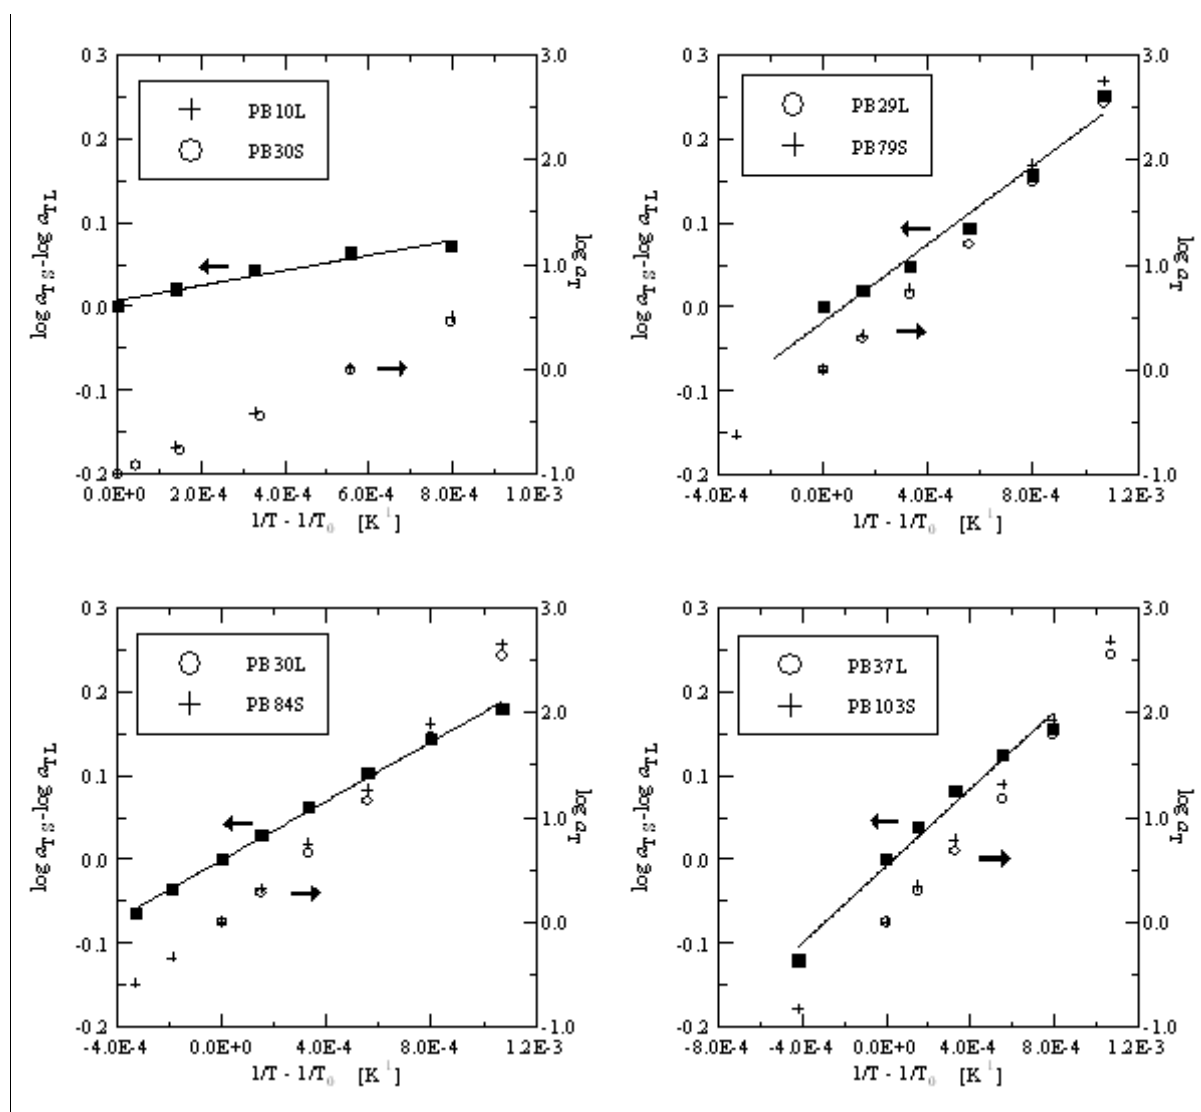 0.3 3.0
PB10L
PB30S
0.2
2.0
0.1
1.0
0.0
0.0
-0.1
-0.2 -1.0
0.0E+0 2.0E-4 4.0E-4 6.0E-4 8.0E-4 1.0E-3
1/T - 1/T0 [K-1]
log aTS-log aTL
log aT
0.3 3.0
PB29L
PB79S
0.2
2.0
0.1
1.0
0.0
0.0
-0.1
-0.2 -1.0
-4.0E-4 0.0E+0 4.0E-4 8.0E-4 1.2E-3
1/T - 1/T0 [K-1]
log aTS-log aTL
log aT
0.3 3.0
PB30L
PB84S
0.2
2.0
0.1
1.0
0.0
0.0
-0.1
-0.2 -1.0
-4.0E-4 0.0E+0 4.0E-4 8.0E-4 1.2E-3
1/T - 1/T0 [K-1]
log aTS-log aTL
log aT
0.3 3.0
PB37L
PB103S
0.2
2.0
0.1
1.0
0.0
0.0
-0.1
-0.2 -1.0
-8.0E-4 -4.0E-4 0.0E+0 4.0E-4 8.0E-4 1.2E-3
1/T - 1/T0 [K-1]
log aTS-log aTL
log aT